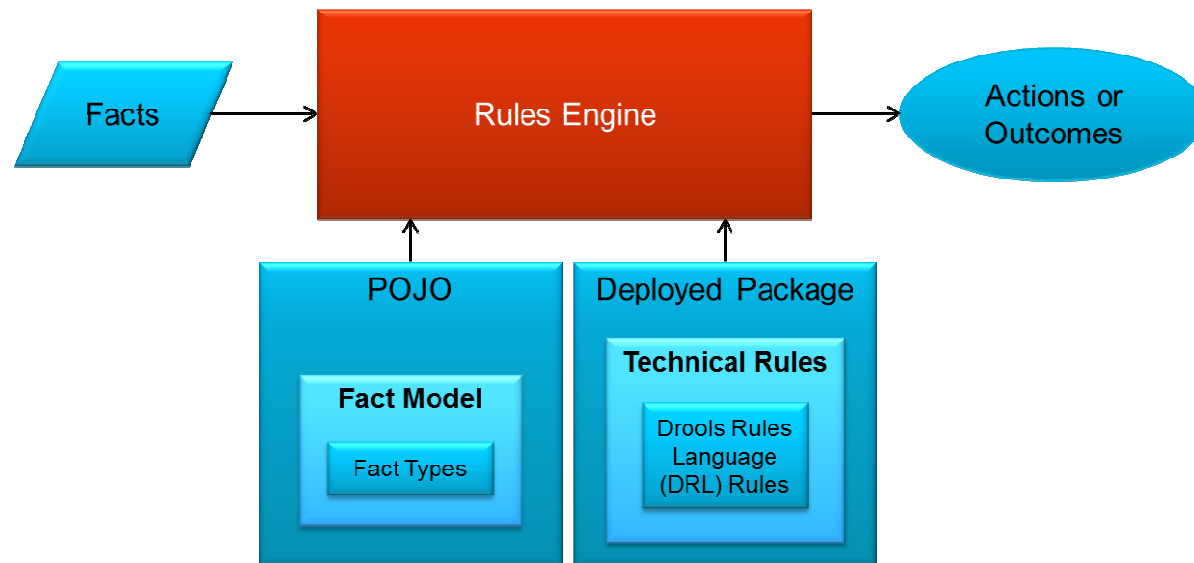 Facts
Rules Engine
Actions or
Outcomes
POJO
Fact Model
Fact Types
Deployed Package
Technical Rules
Drools Rules
Language
(DRL) Rules